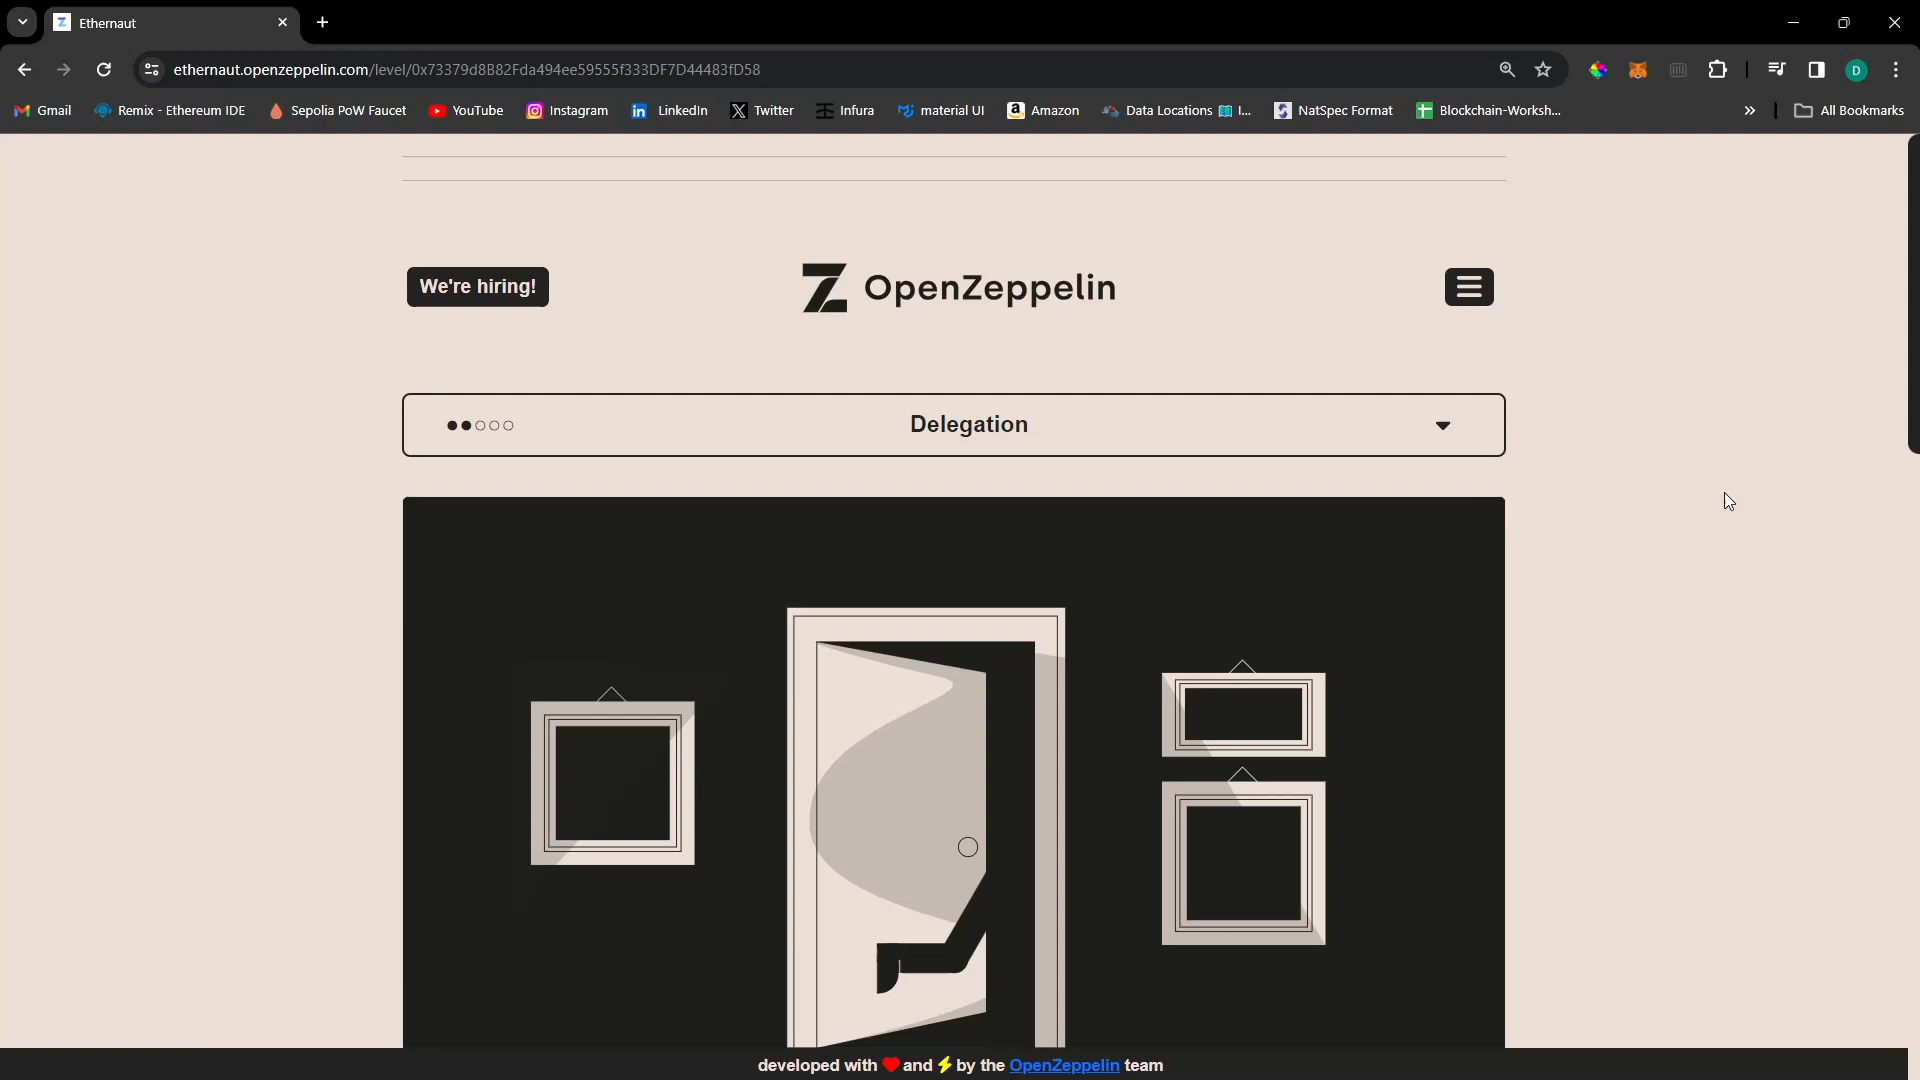 Ethernaut
ethernaut.openzeppelin.com/level/0x73379d8B82Fda494ee59555f333DF7D44483fD58
D
Gmail Remix - Ethereum IDE Sepolia PoW Faucet YouTube Instagram LinkedIn Twitter Infura material UI Amazon Data Locations I... NatSpec Format Blockchain-Worksh... » All Bookmarks
We're hiring! OpenZeppelin
Delegation
developed with ❤ and ⚡ by the OpenZeppelin team